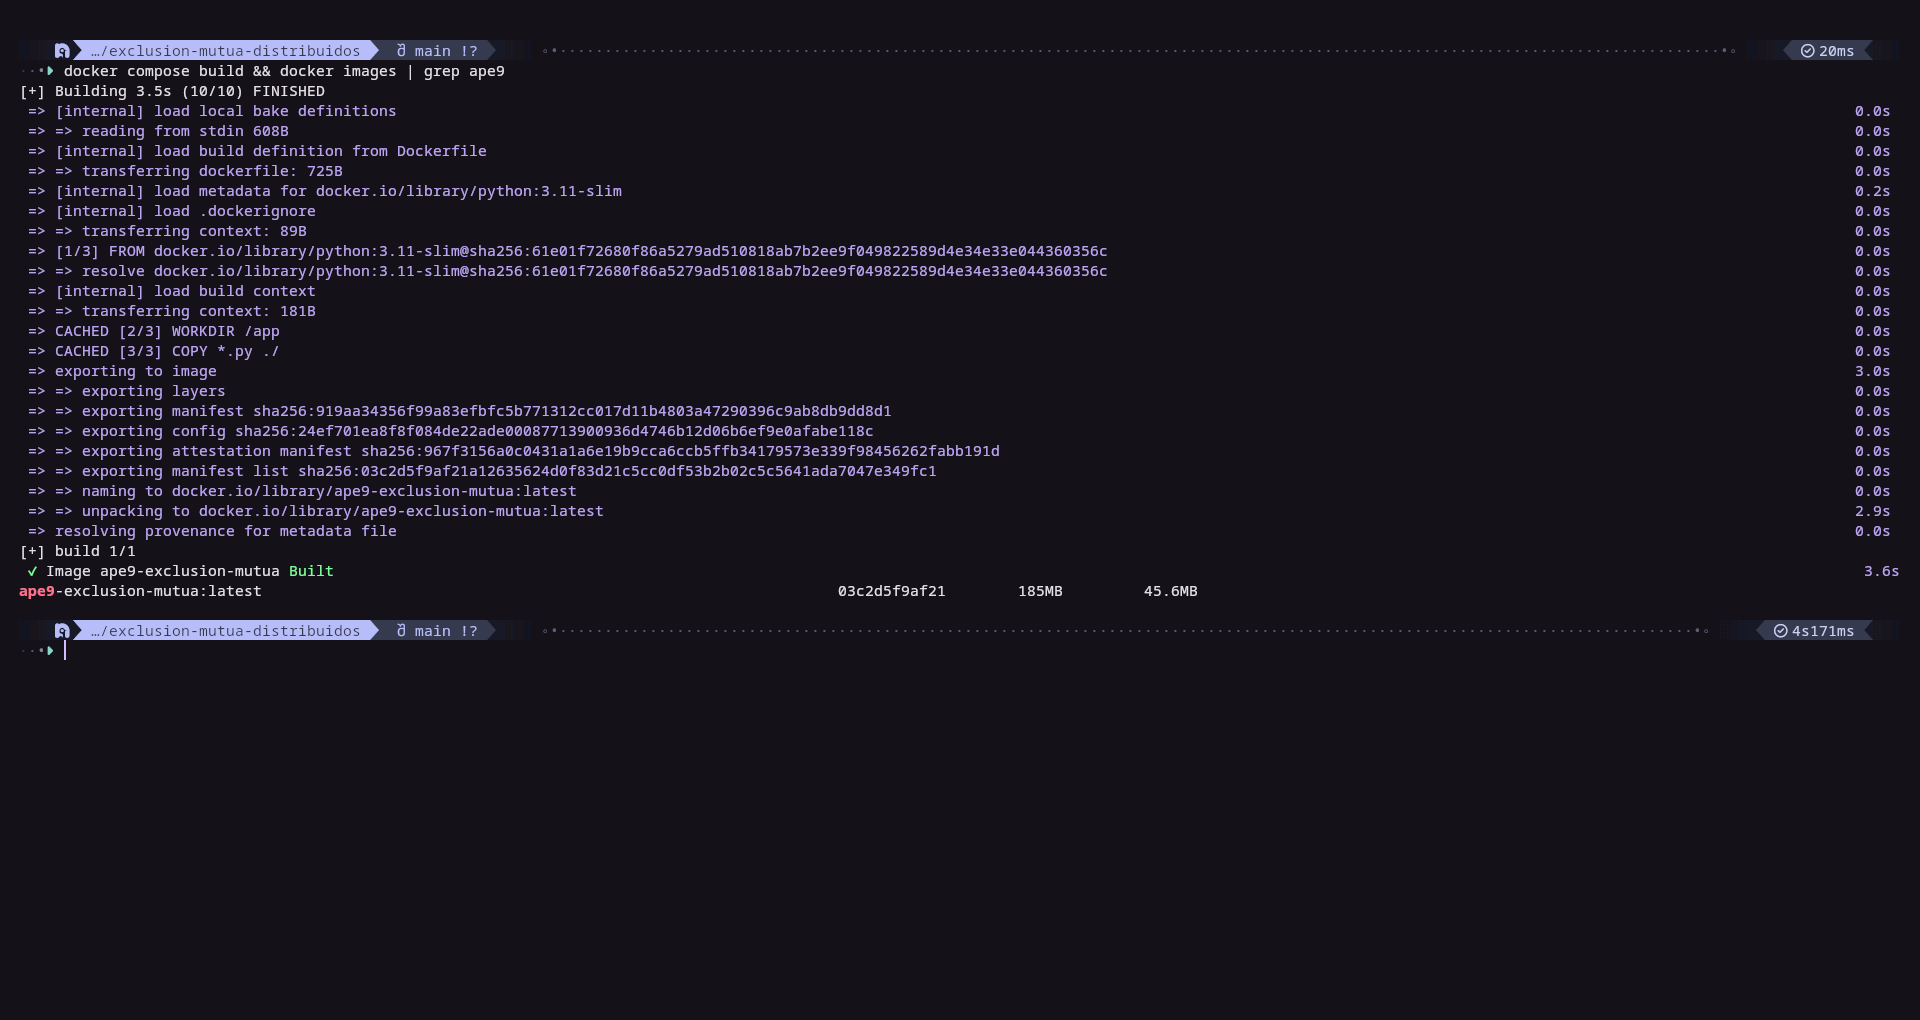 …/exclusion-mutua-distribuidos main !? 20ms
docker compose build && docker images | grep ape9
[+] Building 3.5s (10/10) FINISHED
=> [internal] load local bake definitions 0.0s
=> => reading from stdin 608B 0.0s
=> [internal] load build definition from Dockerfile 0.0s
=> => transferring dockerfile: 725B 0.0s
=> [internal] load metadata for docker.io/library/python:3.11-slim 0.2s
=> [internal] load .dockerignore 0.0s
=> => transferring context: 89B 0.0s
=> [1/3] FROM docker.io/library/python:3.11-slim@sha256:61e01f72680f86a5279ad510818ab7b2ee9f049822589d4e34e33e044360356c 0.0s
=> => resolve docker.io/library/python:3.11-slim@sha256:61e01f72680f86a5279ad510818ab7b2ee9f049822589d4e34e33e044360356c 0.0s
=> [internal] load build context 0.0s
=> => transferring context: 181B 0.0s
=> CACHED [2/3] WORKDIR /app 0.0s
=> CACHED [3/3] COPY *.py ./ 0.0s
=> exporting to image 3.0s
=> => exporting layers 0.0s
=> => exporting manifest sha256:919aa34356f99a83efbfc5b771312cc017d11b4803a47290396c9ab8db9dd8d1 0.0s
=> => exporting config sha256:24ef701ea8f8f084de22ade00087713900936d4746b12d06b6ef9e0afabe118c 0.0s
=> => exporting attestation manifest sha256:967f3156a0c0431a1a6e19b9cca6ccb5ffb34179573e339f98456262fabb191d 0.0s
=> => exporting manifest list sha256:03c2d5f9af21a12635624d0f83d21c5cc0df53b2b02c5c5641ada7047e349fc1 0.0s
=> => naming to docker.io/library/ape9-exclusion-mutua:latest 0.0s
=> => unpacking to docker.io/library/ape9-exclusion-mutua:latest 2.9s
=> resolving provenance for metadata file 0.0s
[+] build 1/1
✓ Image ape9-exclusion-mutua Built 3.6s
ape9-exclusion-mutua:latest 03c2d5f9af21 185MB 45.6MB
…/exclusion-mutua-distribuidos main !? 4s171ms